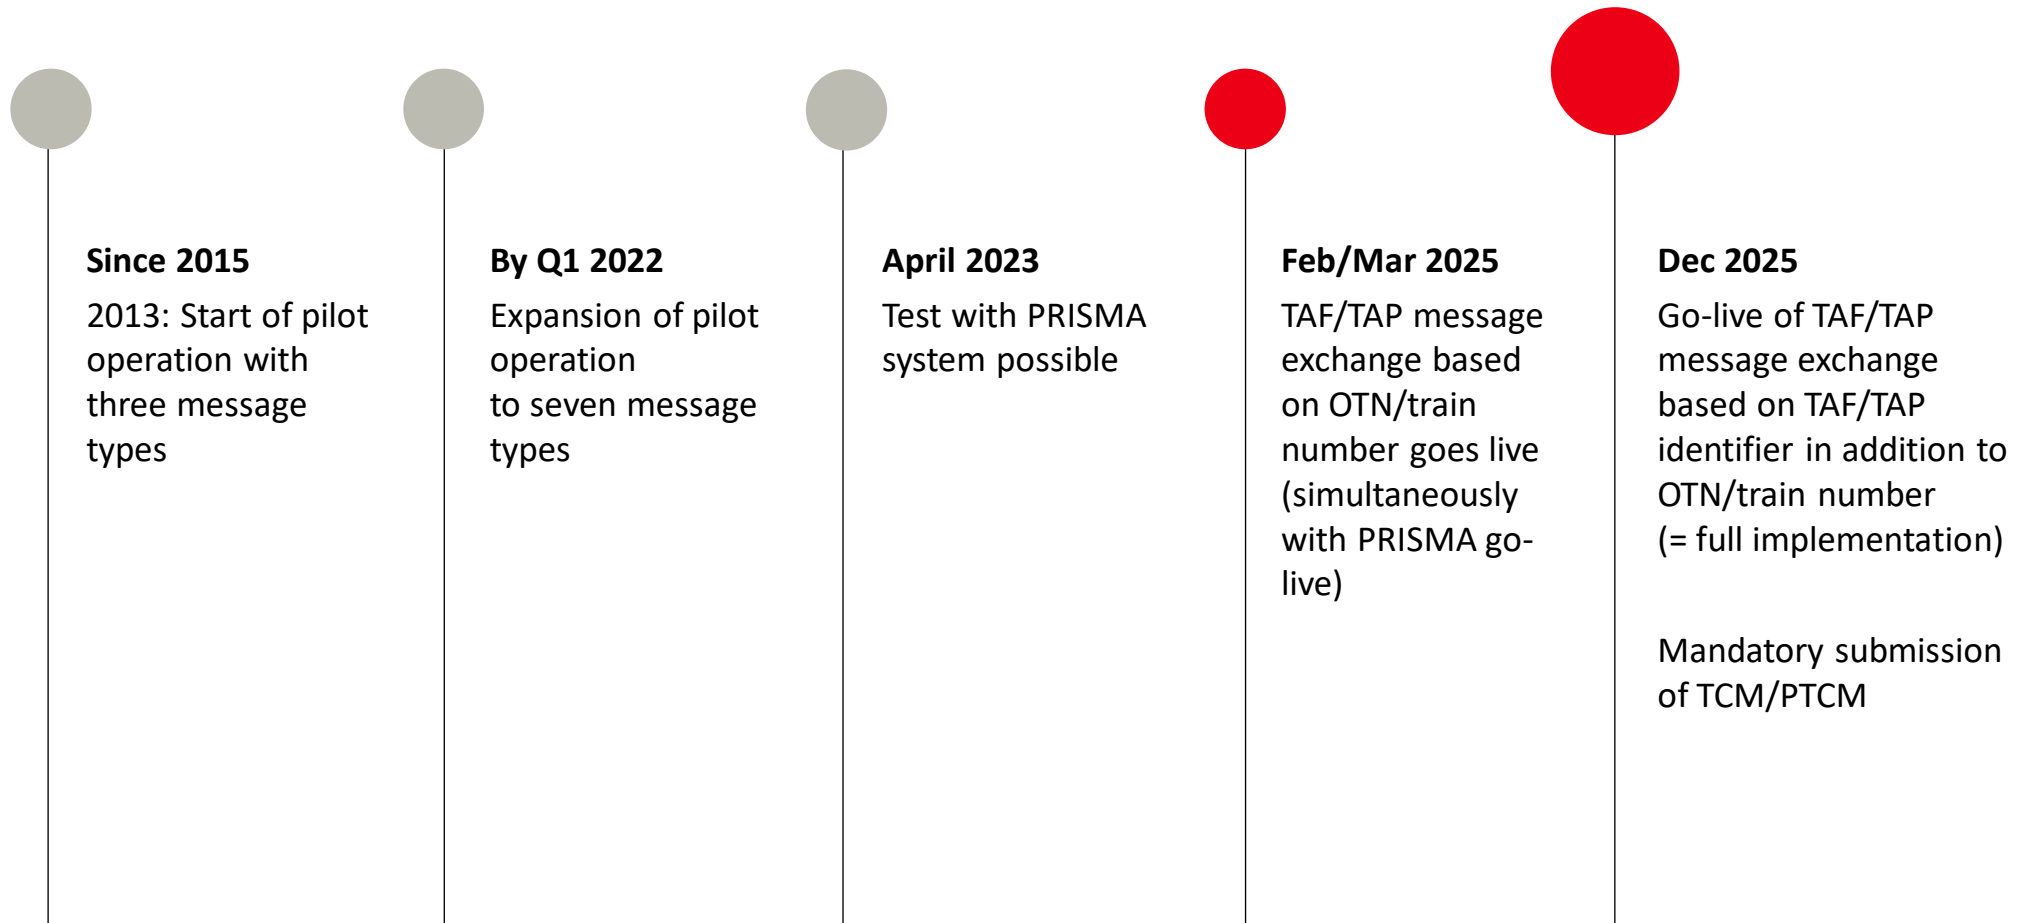 Since 2015
2013: Start of pilot
operation with
three message
types
By Q1 2022
Expansion of pilot
operation
to seven message
types
April 2023
Test with PRISMA
system possible
Feb/Mar 2025
TAF/TAP message
exchange based
on OTN/train
number goes live
(simultaneously
with PRISMA go-
live)
Dec 2025
Go-live of TAF/TAP
message exchange
based on TAF/TAP
identifier in addition to
OTN/train number
(= full implementation)
Mandatory submission
of TCM/PTCM